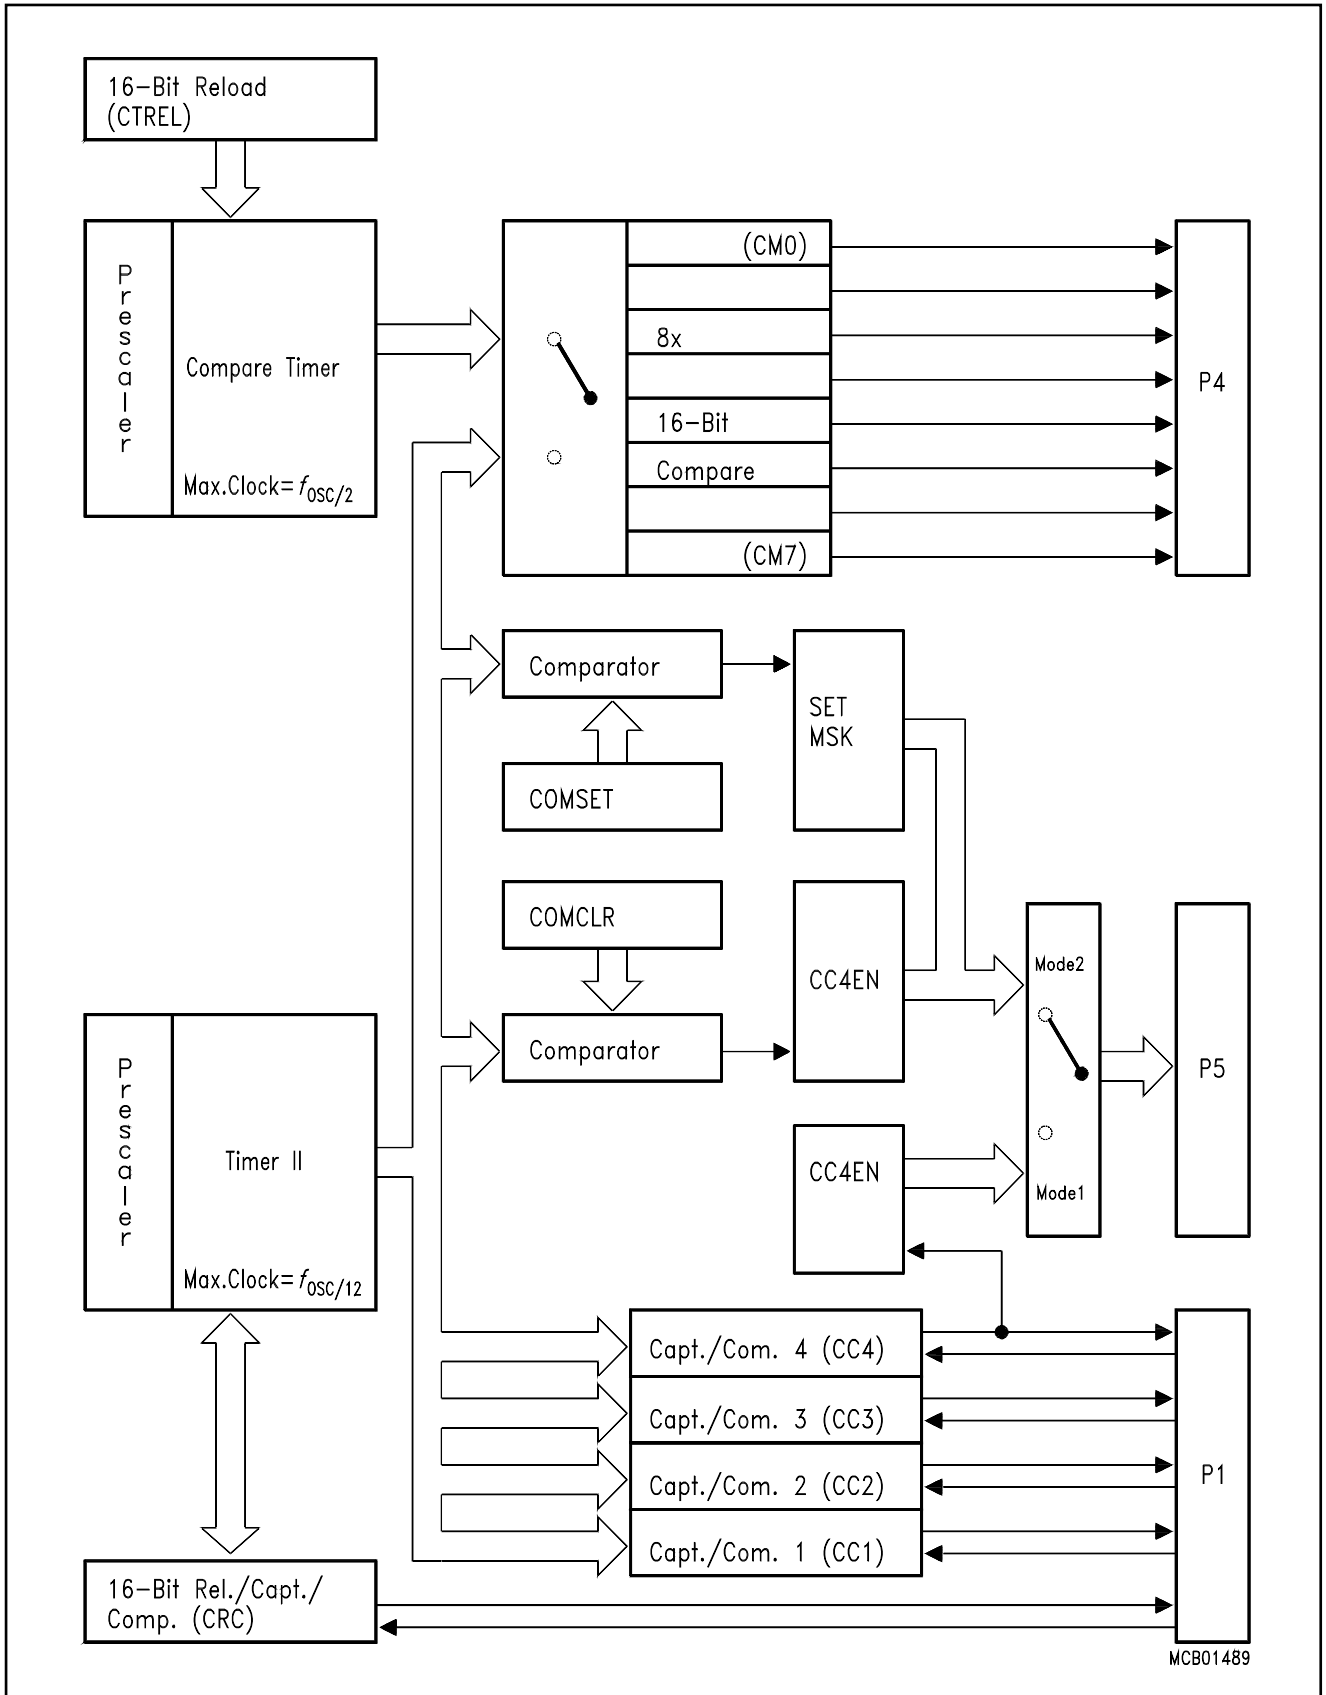 16-Bit Reload
(CTREL)
Prescaler
Compare Timer
Max.Clock= fOSC/2
(CM0)
8x
16-Bit
Compare
(CM7)
P4
Comparator
SET
MSK
COMSET
COMCLR
CC4EN
Comparator
Mode2
P5
Prescaler
Timer II
Max.Clock= fOSC/12
CC4EN
Mode1
Capt./Com. 4 (CC4)
Capt./Com. 3 (CC3)
Capt./Com. 2 (CC2)
Capt./Com. 1 (CC1)
P1
16-Bit Rel./Capt./
Comp. (CRC)
MCB01489